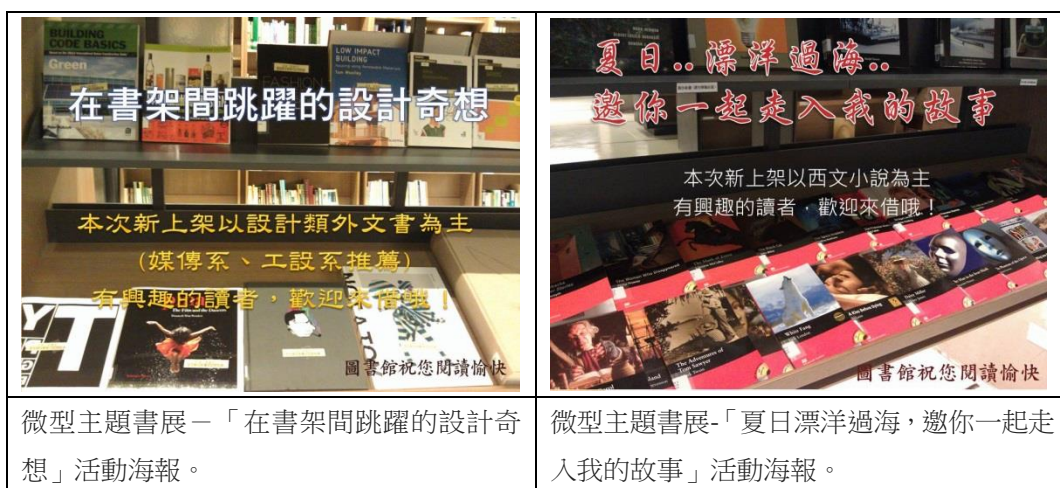 BUILDING
CODE BASICS
Green
LOW IMPACT
BUILDING
FASHION
在書架間跳躍的設計奇想
本次新上架以設計類外文書為主
(媒傳系、工設系推薦)
有興趣的讀者，歡迎來借哦！
圖書館祝您閱讀愉快
夏日..漂洋過海..
邀你一起走入我的故事
本次新上架以西文小說為主
有興趣的讀者，歡迎來借哦！
White Fang
The Adventures of
Tom Sawyer
圖書館祝您閱讀愉快
微型主題書展－「在書架間跳躍的設計奇
想」活動海報。
微型主題書展-「夏日漂洋過海，邀你一起走
入我的故事」活動海報。